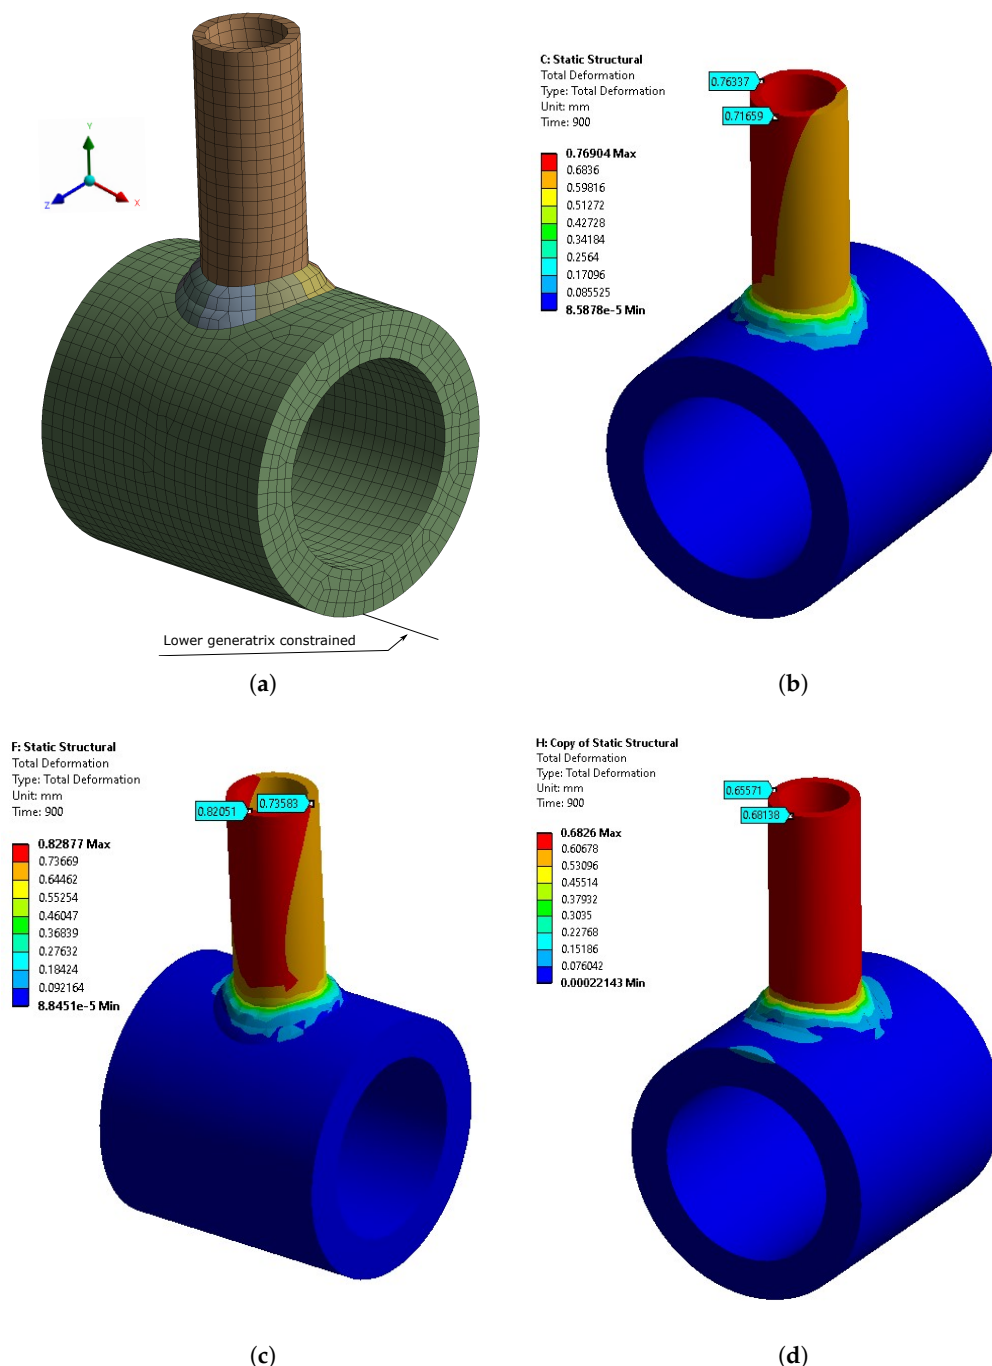 Y
Z
X
Lower generatrix constrained
(a)
C: Static Structural
Total Deformation
Type: Total Deformation
Unit: mm
Time: 900
0.76904 Max
0.6836
0.59816
0.51272
0.42728
0.34184
0.2564
0.17096
0.085525
8.5878e-5 Min
0.76337
0.71659
(b)
F: Static Structural
Total Deformation
Type: Total Deformation
Unit: mm
Time: 900
0.82877 Max
0.73669
0.64462
0.55254
0.46047
0.36839
0.27632
0.18424
0.092164
8.8451e-5 Min
0.82051
0.73583
(c)
H: Copy of Static Structural
Total Deformation
Type: Total Deformation
Unit: mm
Time: 900
0.6826 Max
0.60678
0.53096
0.45514
0.37932
0.3035
0.22768
0.15186
0.076042
0.00022143 Min
0.65571
0.68138
(d)